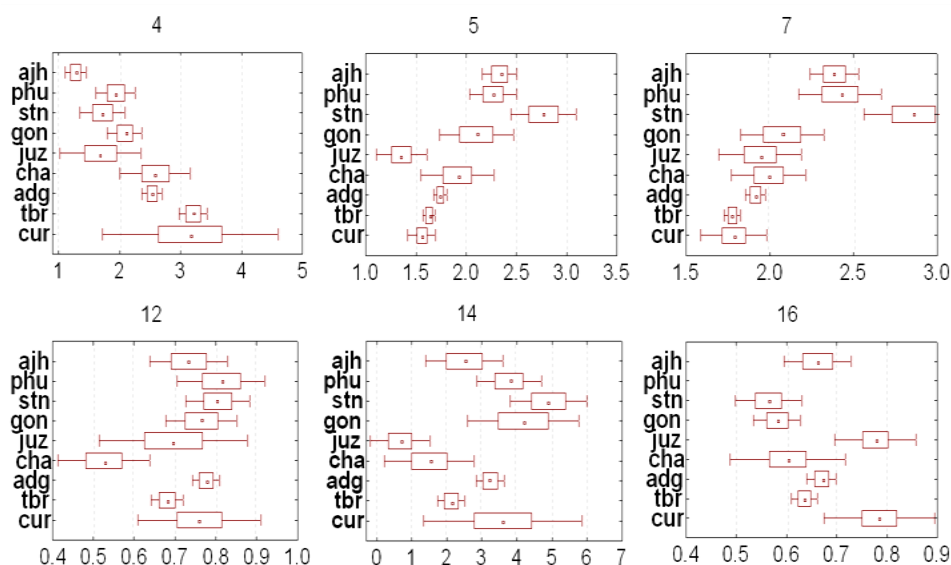 4
ajh
phu
stn
gon
juz
cha
adg
tbr
cur
1 2 3 4 5
5
ajh
phu
stn
gon
juz
cha
adg
tbr
cur
1.0 1.5 2.0 2.5 3.0 3.5
7
ajh
phu
stn
gon
juz
cha
adg
tbr
cur
1.5 2.0 2.5 3.0
12
ajh
phu
stn
gon
juz
cha
adg
tbr
cur
0.4 0.5 0.6 0.7 0.8 0.9 1.0
14
ajh
phu
stn
gon
juz
cha
adg
tbr
cur
0 1 2 3 4 5 6 7
16
ajh
phu
stn
gon
juz
cha
adg
tbr
cur
0.4 0.5 0.6 0.7 0.8 0.9